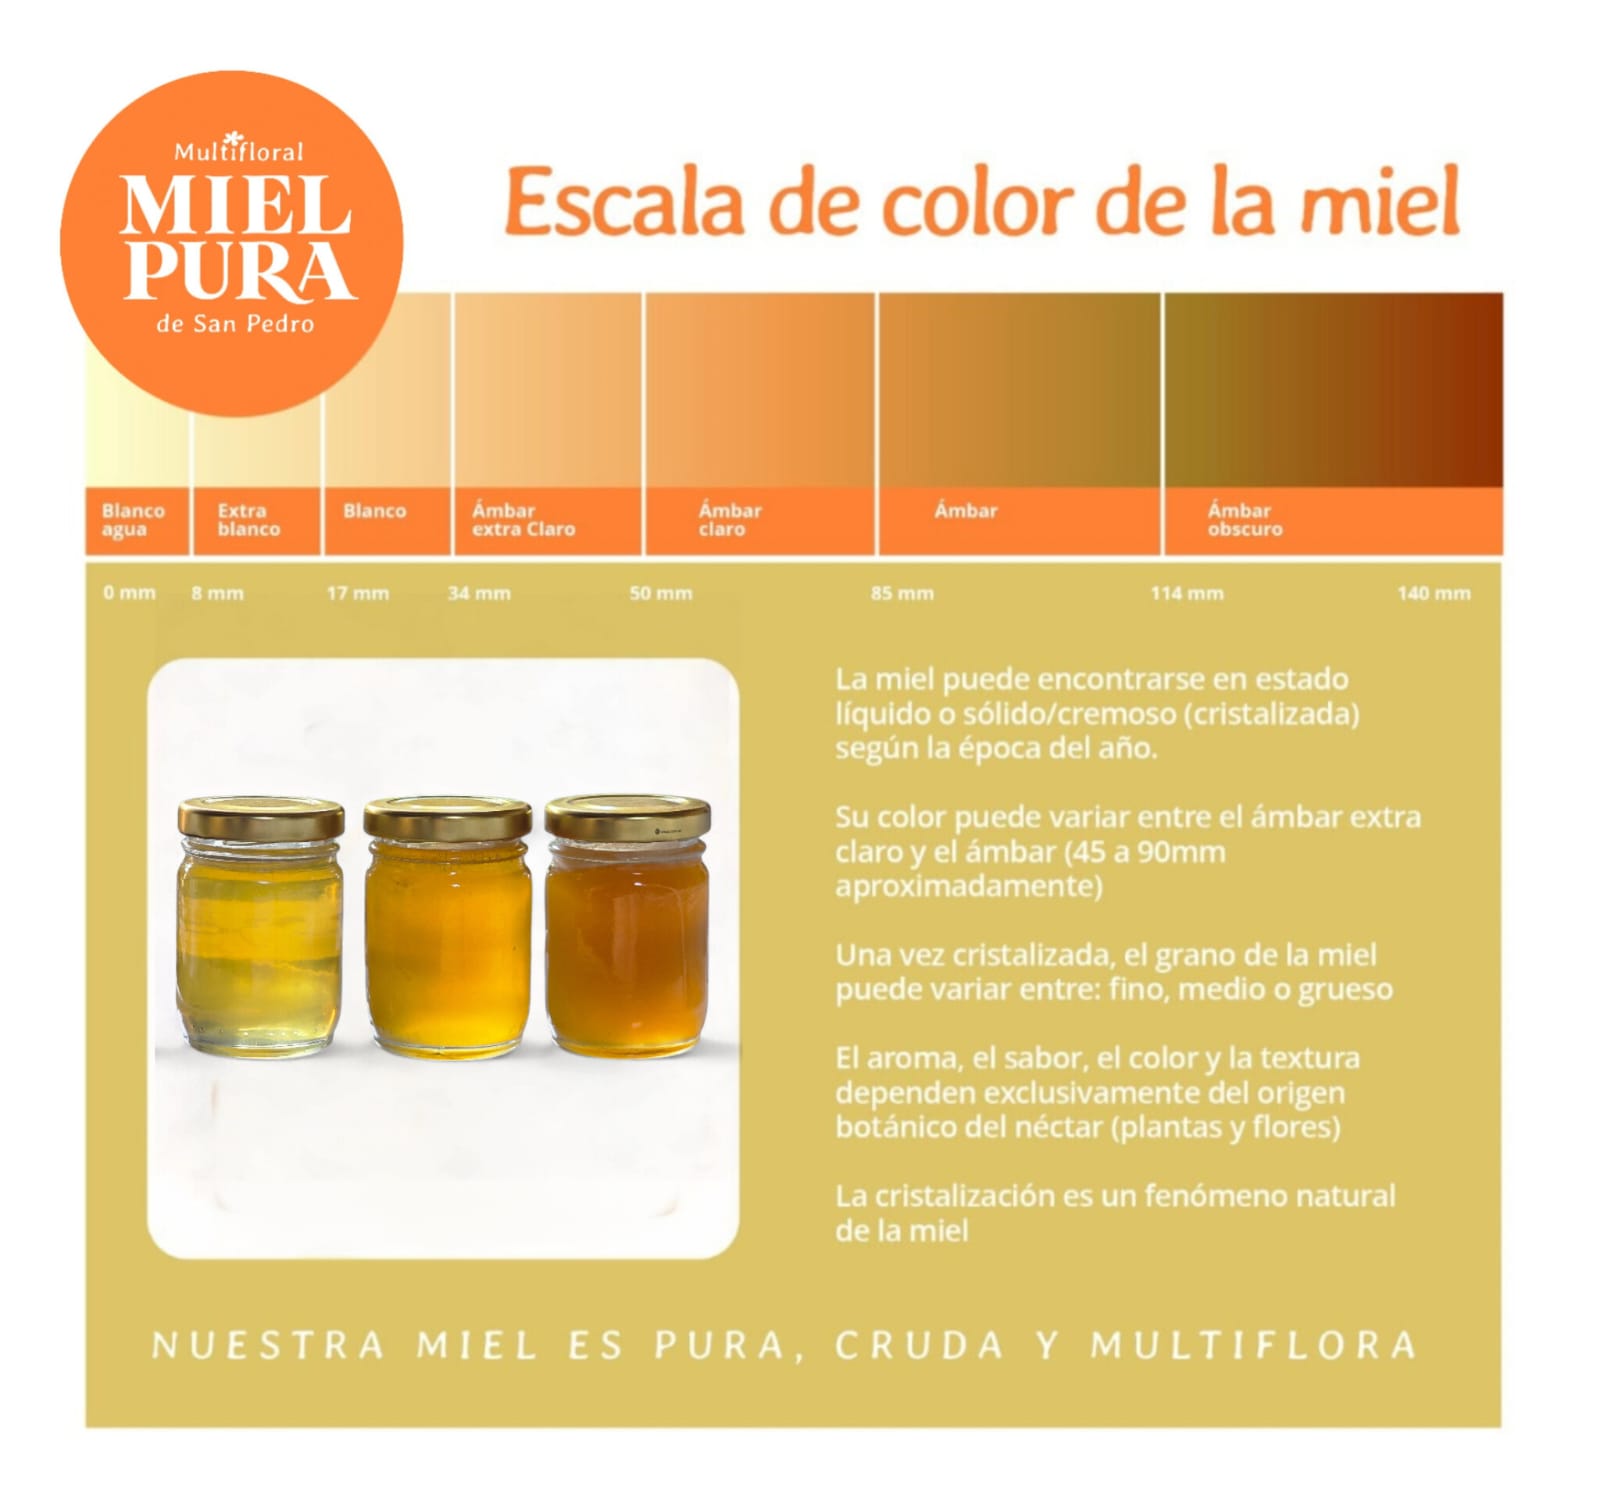 Multifloral
MIEL
PURA
de San Pedro
Escala de color de la miel
Blanco
agua
Extra
blanco
Blanco
Ámbar
extra Claro
Ámbar
claro
Ámbar
Ámbar
obscuro
0 mm
8 mm
17 mm
34 mm
50 mm
85 mm
114 mm
140 mm
La miel puede encontrarse en estado
líquido o sólido/cremoso (cristalizada)
según la época del año.
Su color puede variar entre el ámbar extra
claro y el ámbar (45 a 90mm
aproximadamente)
Una vez cristalizada, el grano de la miel
puede variar entre: fino, medio o grueso
El aroma, el sabor, el color y la textura
dependen exclusivamente del origen
botánico del néctar (plantas y flores)
La cristalización es un fenómeno natural
de la miel
NUESTRA MIEL ES PURA, CRUDA Y MULTIFLORA